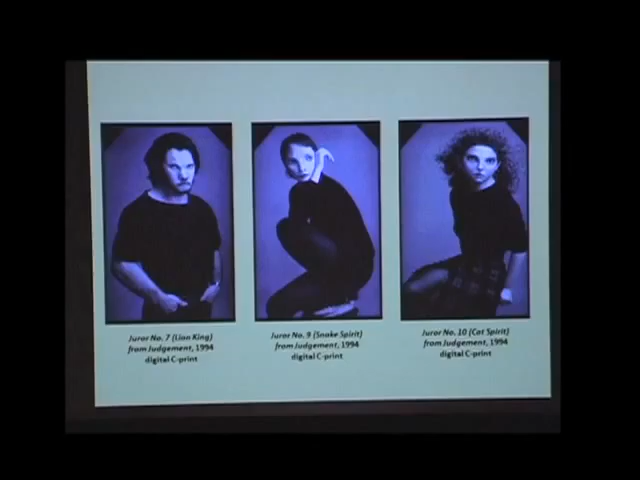 Juror No. 7 (Lion King)
from Judgement, 1994
digital C-print
Juror No. 9 (Snake Spirit)
from Judgement, 1994
digital C-print
Juror No. 10 (Cat Spirit)
from Judgement, 1994
digital C-print